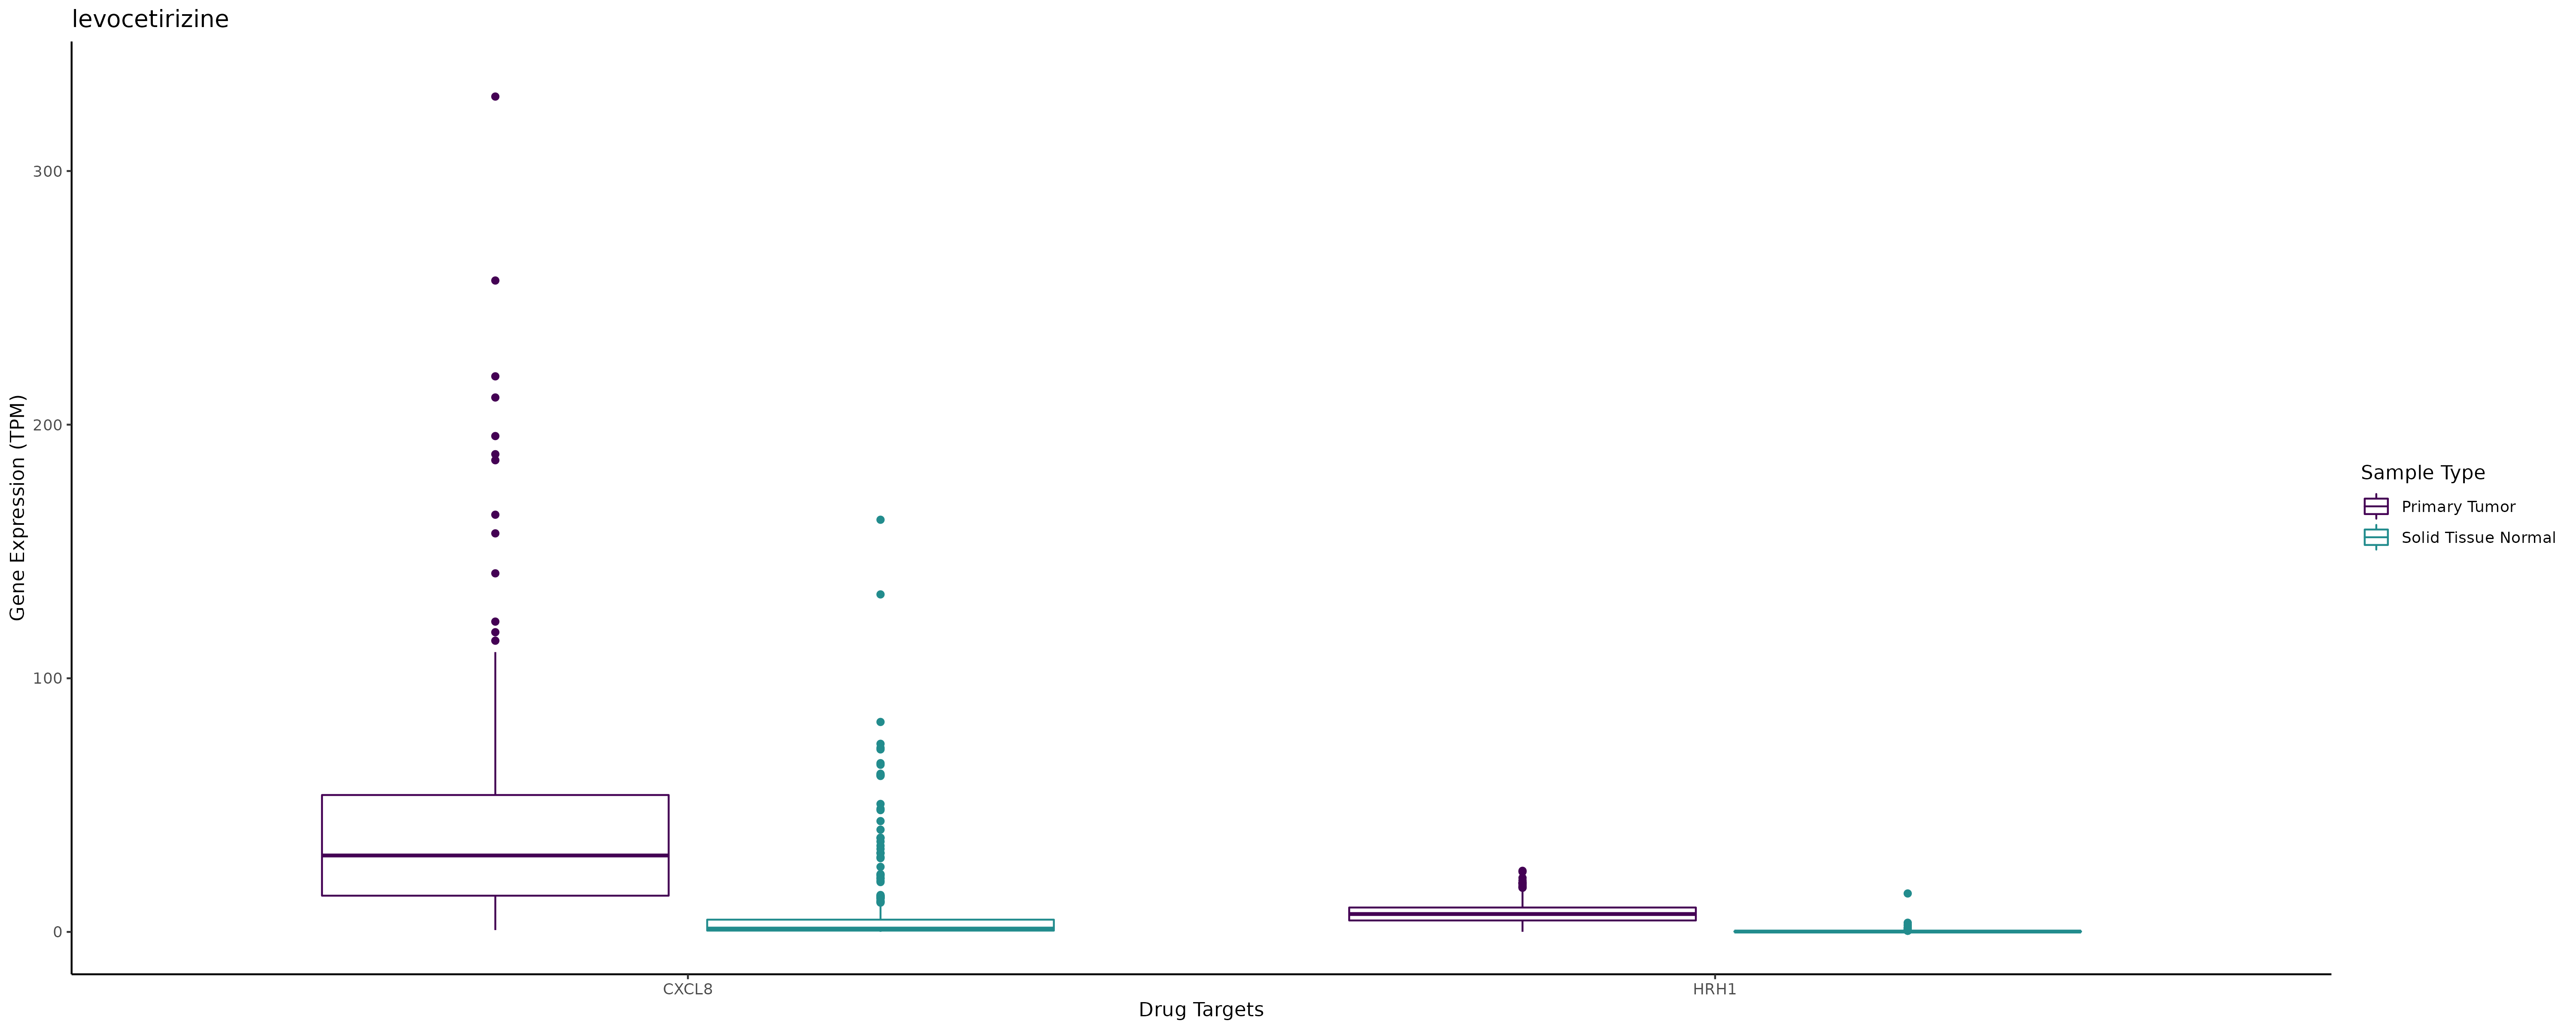 levocetirizine
Gene Expression (TPM)
300
200
100
0
CXCL8
HRH1
Drug Targets
Sample Type
Primary Tumor
Solid Tissue Normal